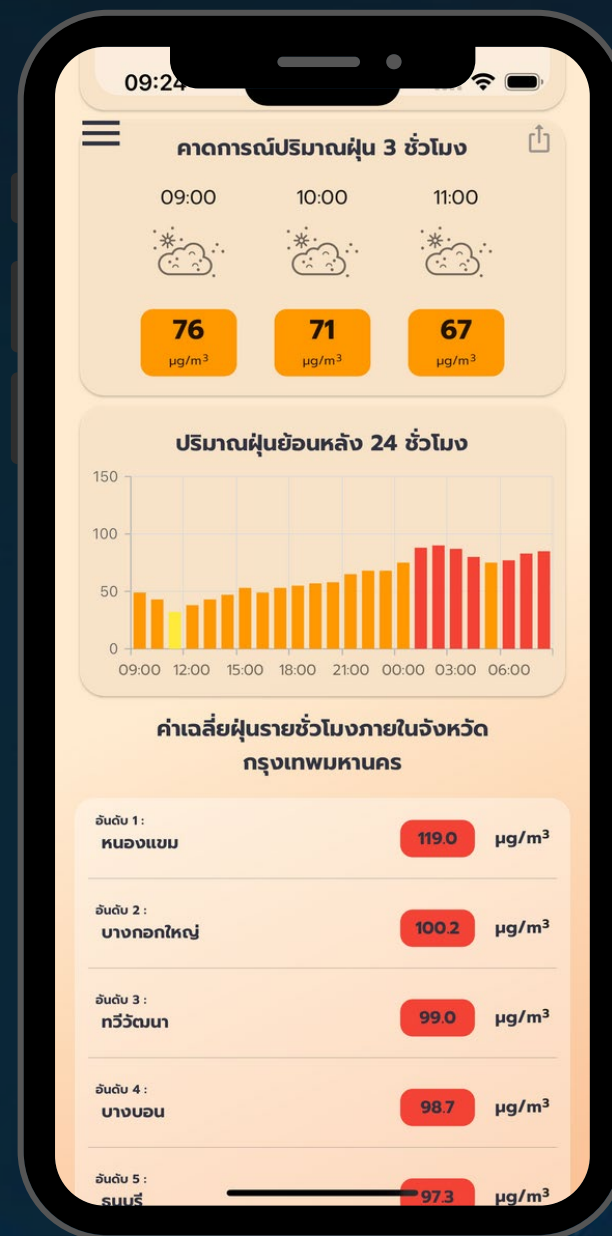 09:24
คาดการณ์ปริมาณฝุ่น 3 ชั่วโมง
09:00 10:00 11:00
76 71 67
µg/m³ µg/m³ µg/m³
ปริมาณฝุ่นย้อนหลัง 24 ชั่วโมง
150
100
50
0
09:00 12:00 15:00 18:00 21:00 00:00 03:00 06:00
ค่าเฉลี่ยฝุ่นรายชั่วโมงภายในจังหวัด
กรุงเทพมหานคร
อันดับ 1 :
หนองแขม 119.0 µg/m³
อันดับ 2 :
บางกอกใหญ่ 100.2 µg/m³
อันดับ 3 :
ทวีวัฒนา 99.0 µg/m³
อันดับ 4 :
บางบอน 98.7 µg/m³
อันดับ 5 :
ธนบุรี 97.3 µg/m³